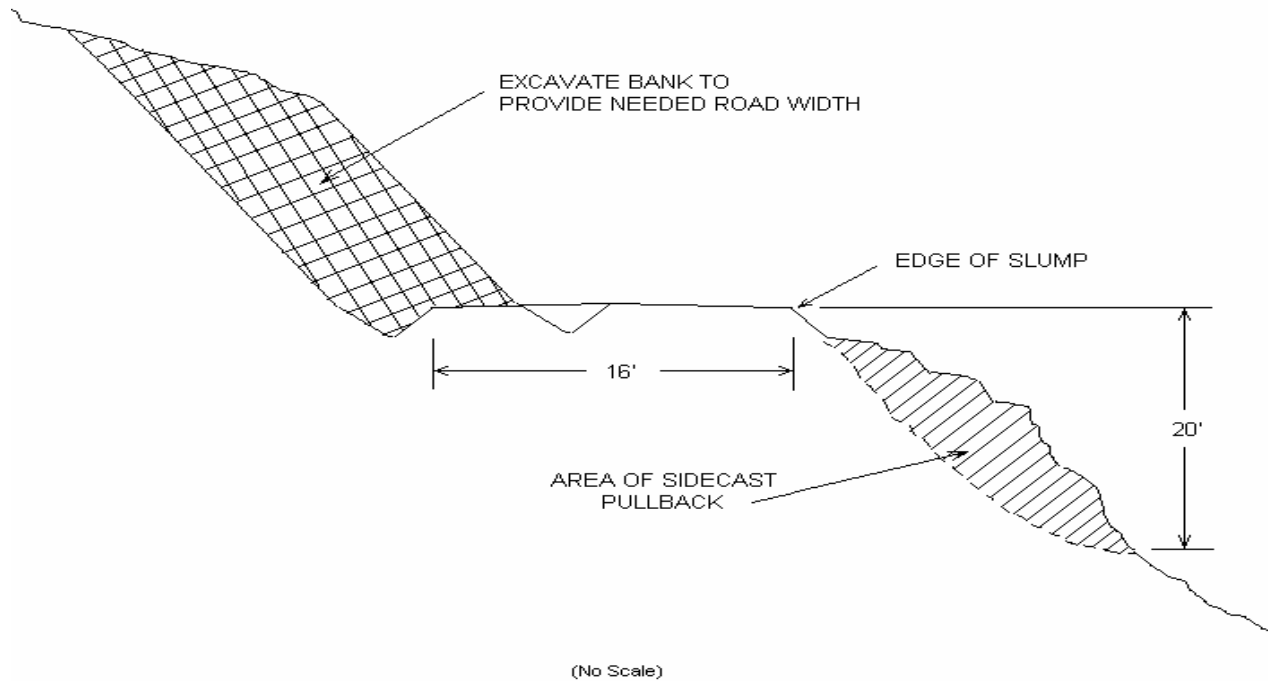 EXCAVATE BANK TO
PROVIDE NEEDED ROAD WIDTH
EDGE OF SLUMP
16'
20'
AREA OF SIDECAST
PULLBACK
(No Scale)